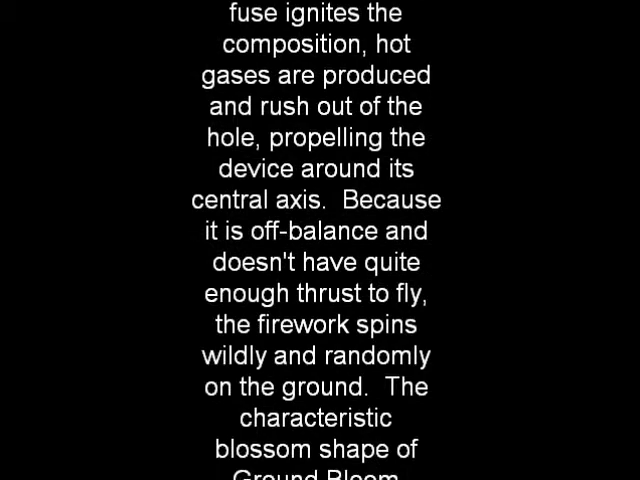 fuse ignites the
composition, hot
gases are produced
and rush out of the
hole, propelling the
device around its
central axis.  Because
it is off-balance and
doesn't have quite
enough thrust to fly,
the firework spins
wildly and randomly
on the ground.  The
characteristic
blossom shape of
Ground Bloom